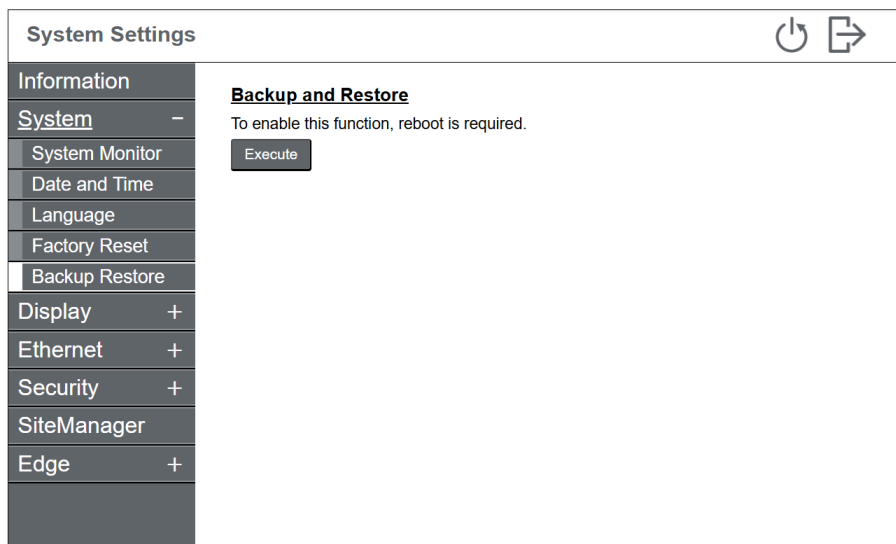 System Settings
Information
System −
System Monitor
Date and Time
Language
Factory Reset
Backup Restore
Display +
Ethernet +
Security +
SiteManager
Edge +
Backup and Restore
To enable this function, reboot is required.
Execute